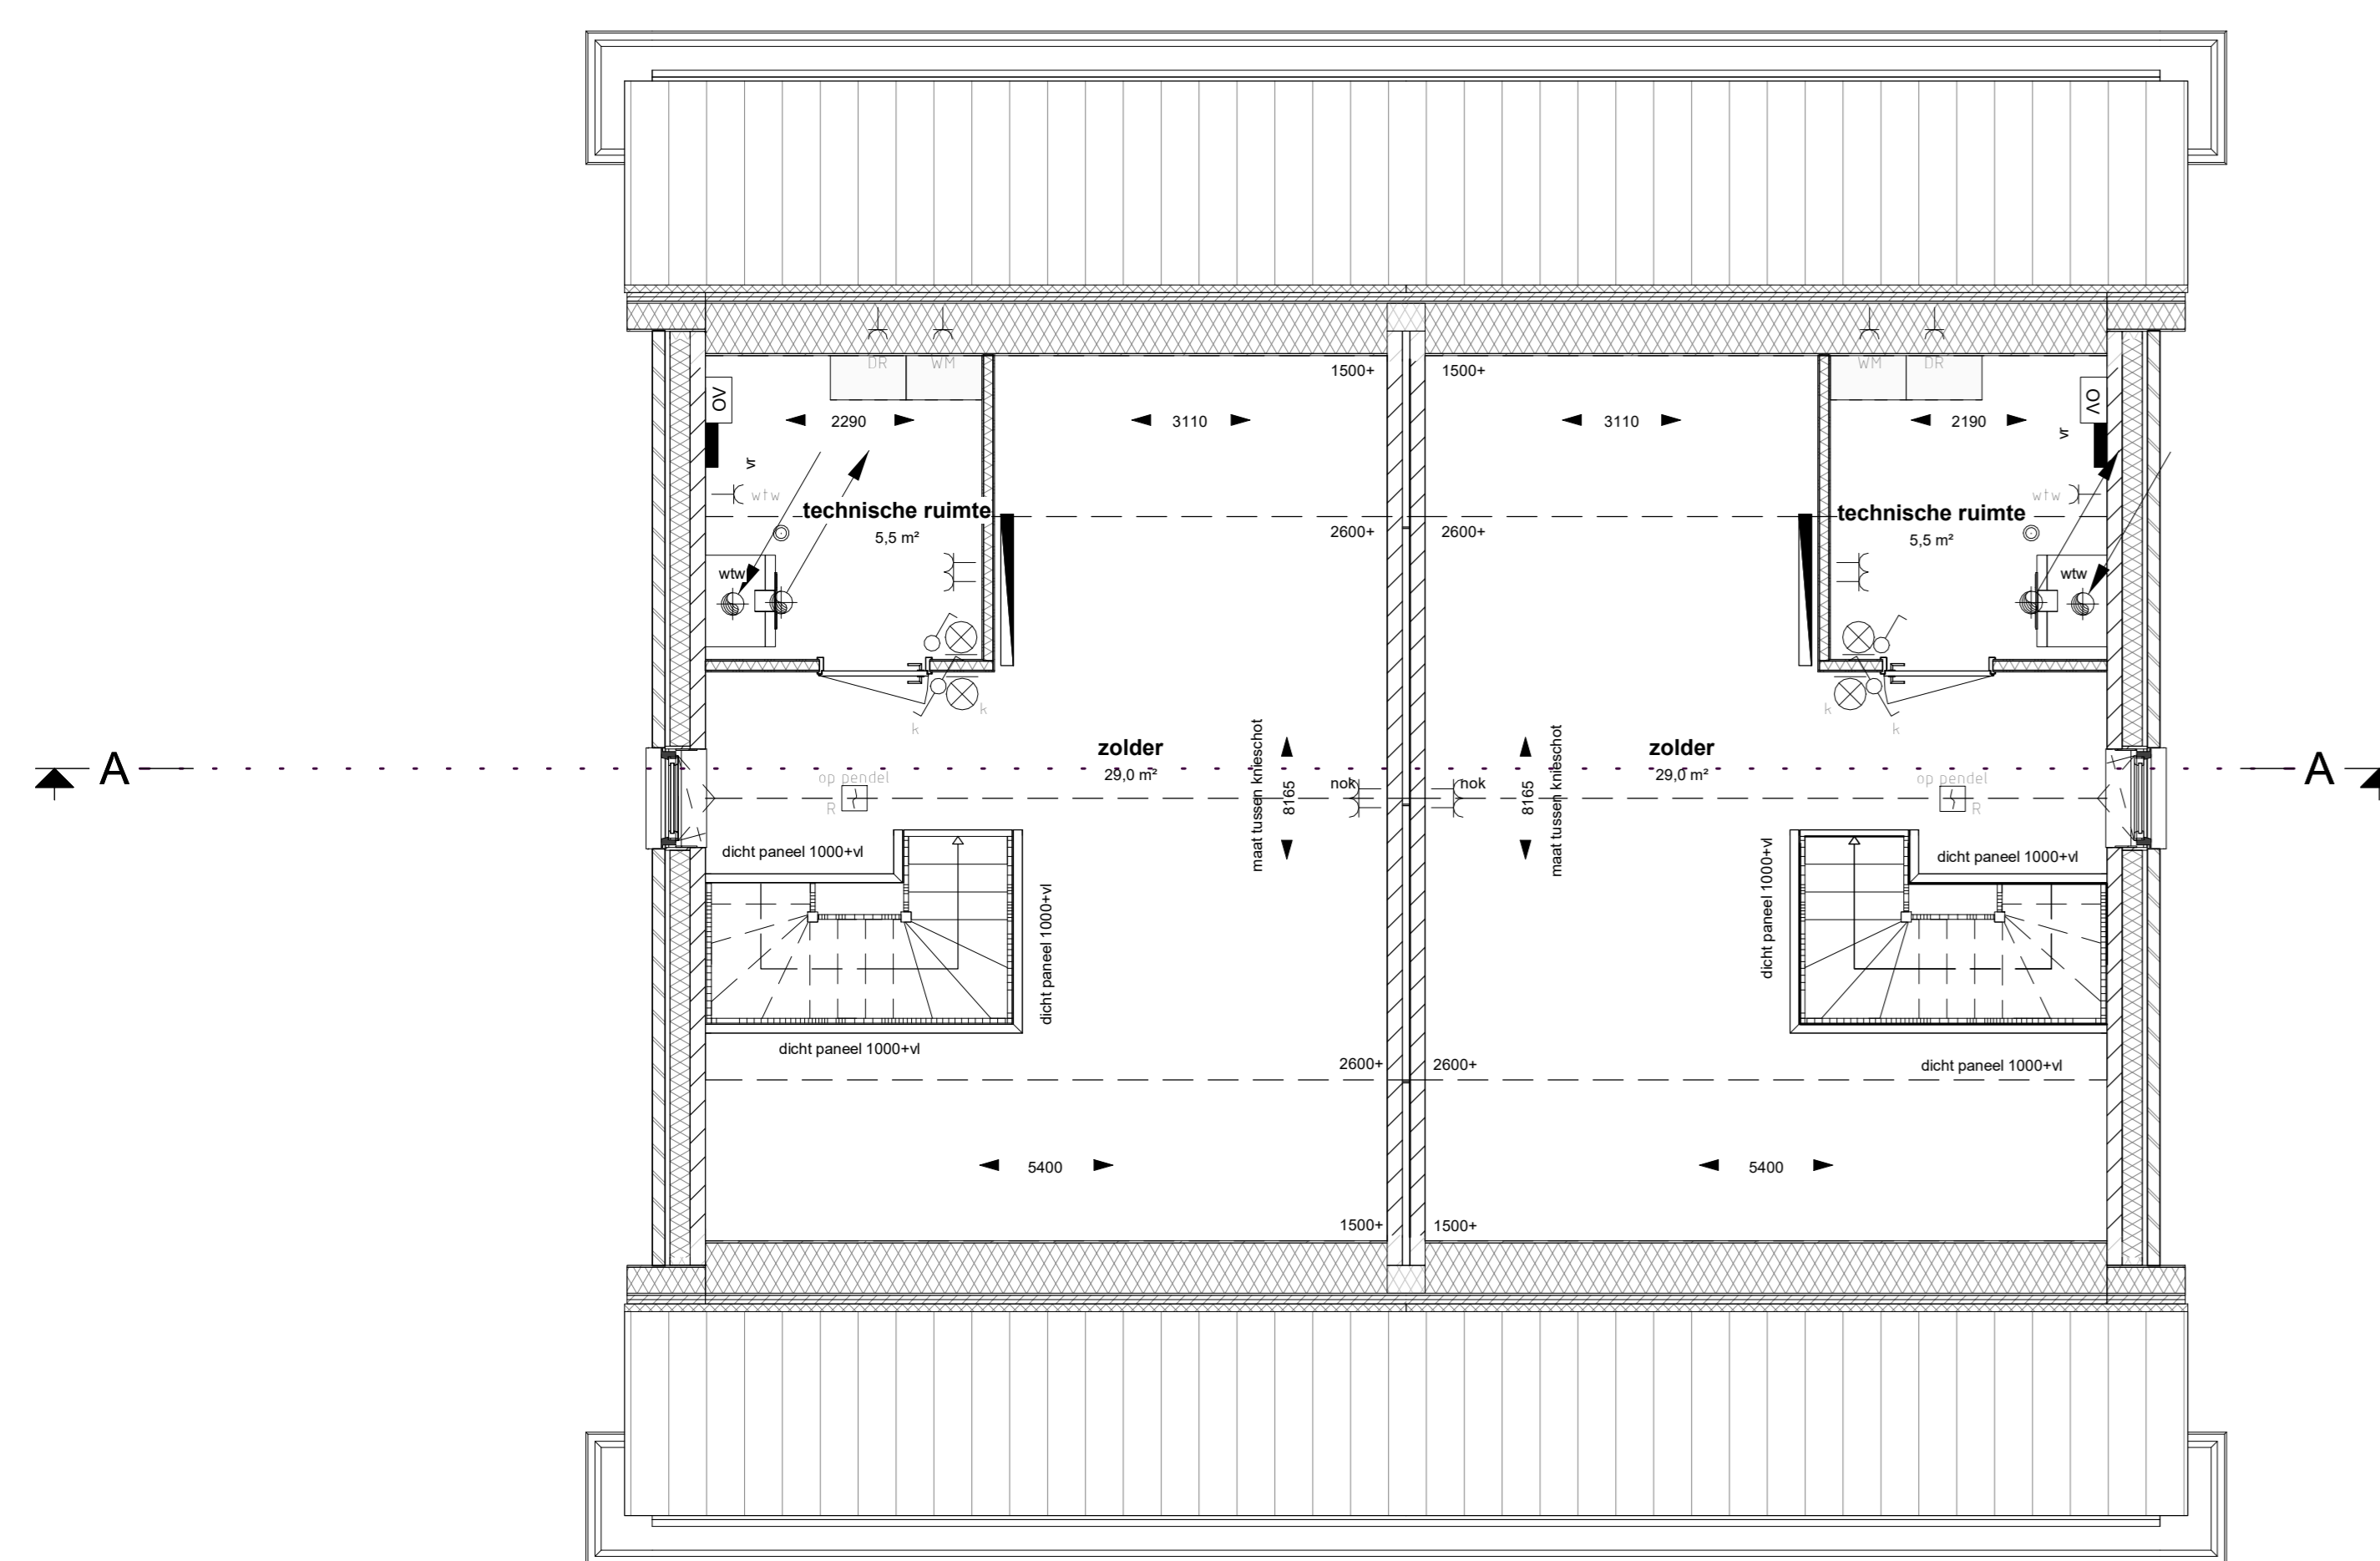 DR
WM
WM
DR
1500+
1500+
OV
OV
2290
3110
3110
2190
vr
vr
wtw
wtw
technische ruimte
5,5 m²
technische ruimte
5,5 m²
2600+
2600+
wtw
wtw
k
k
k
k
zolder
29,0 m²
zolder
29,0 m²
maat tussen knieschot
8165
8165
maat tussen knieschot
A
A
op pendel
R
op pendel
R
nok
nok
dicht paneel 1000+vl
dicht paneel 1000+vl
dicht paneel 1000+vl
dicht paneel 1000+vl
dicht paneel 1000+vl
dicht paneel 1000+vl
2600+
2600+
5400
5400
1500+
1500+